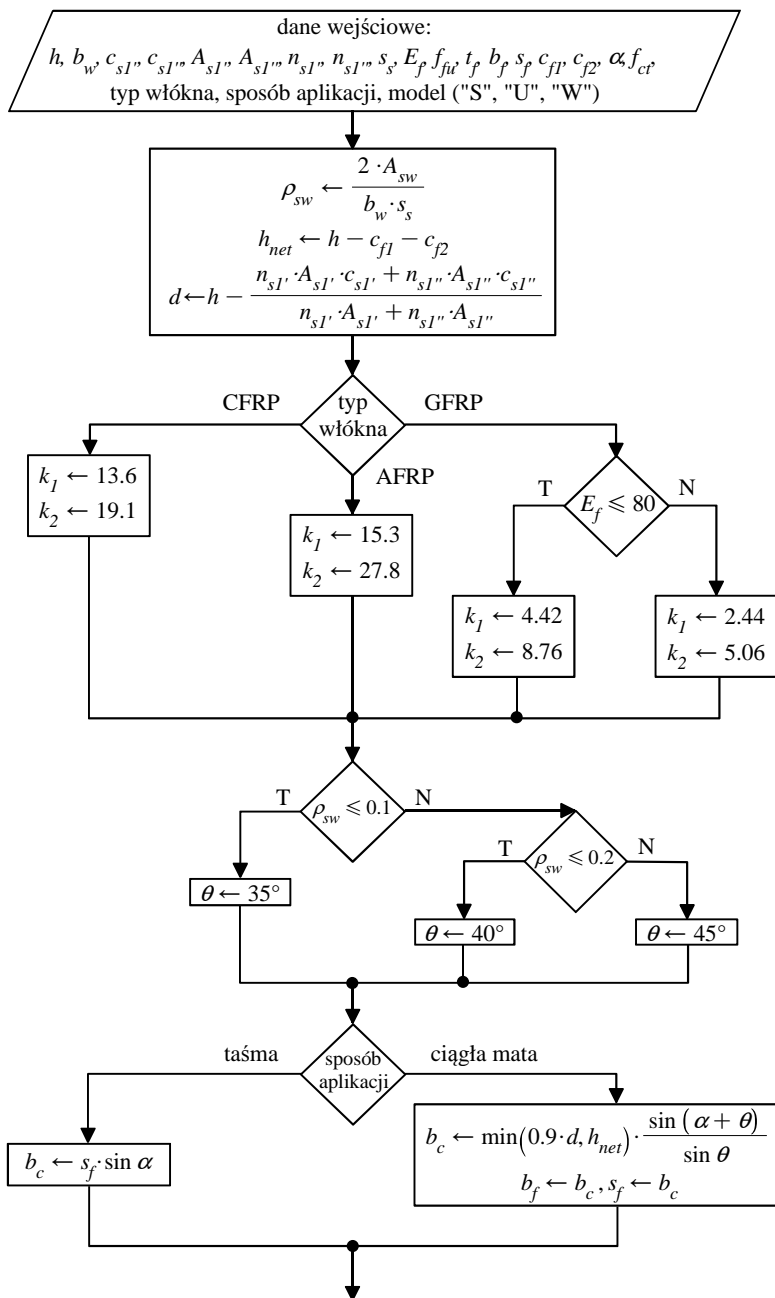 dane wejściowe:
h, b_w, c_s1', c_s1'', A_s1', A_s1'', n_s1', n_s1'', s_s, E_f, f_fu, t_f, b_f, s_f, c_f1, c_f2, α, f_ct,
typ włókna, sposób aplikacji, model ("S", "U", "W")
ρ_sw ← 2 · A_sw / b_w · s_s
h_net ← h − c_f1 − c_f2
d ← h − n_s1' · A_s1' · c_s1' + n_s1'' · A_s1'' · c_s1'' / n_s1' · A_s1' + n_s1'' · A_s1''
CFRP
typ
włókna
GFRP
AFRP
k_1 ← 13.6
k_2 ← 19.1
k_1 ← 15.3
k_2 ← 27.8
T
E_f ≤ 80
N
k_1 ← 4.42
k_2 ← 8.76
k_1 ← 2.44
k_2 ← 5.06
T
ρ_sw ≤ 0.1
N
θ ← 35°
T
ρ_sw ≤ 0.2
N
θ ← 40°
θ ← 45°
taśma
sposób
aplikacji
ciągła mata
b_c ← s_f · sin α
b_c ← min(0.9 · d, h_net) · sin (α + θ) / sin θ
b_f ← b_c , s_f ← b_c